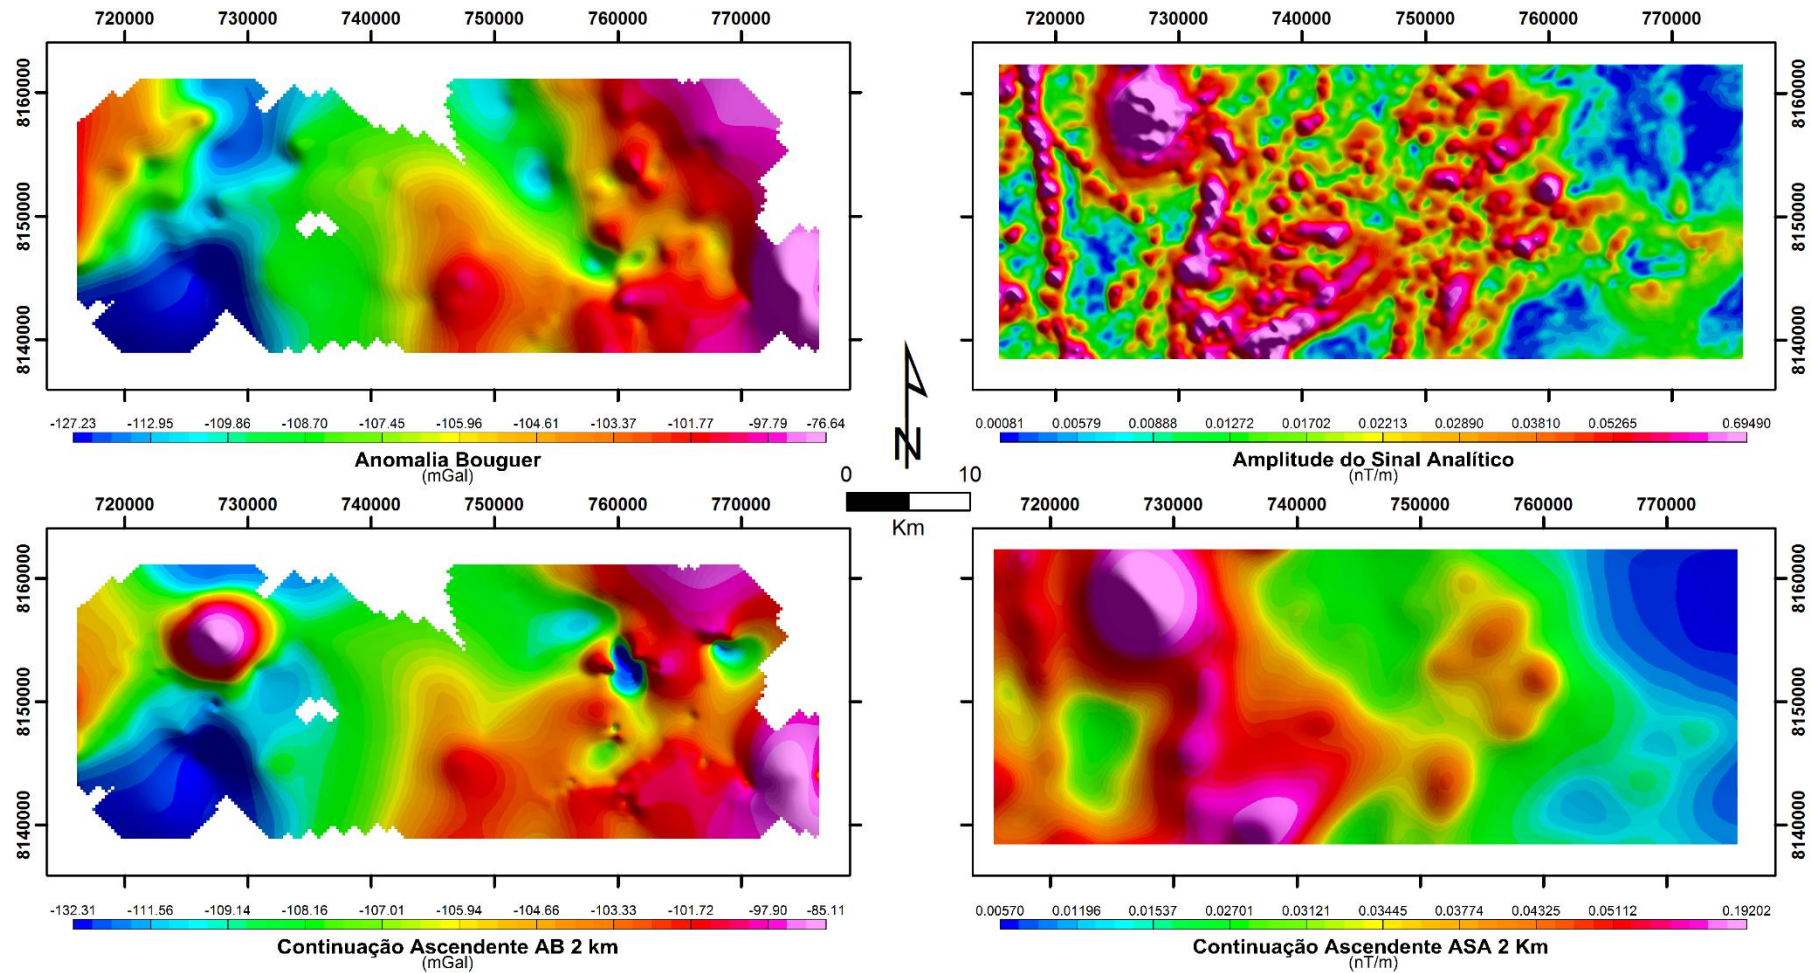 720000 730000 740000 750000 760000 770000
8160000
8150000
8140000
-127.23 -112.95 -109.86 -108.70 -107.45 -105.96 -104.61 -103.37 -101.77 -97.79 -76.64
Anomalia Bouguer
(mGal)
720000 730000 740000 750000 760000 770000
8160000
8150000
8140000
0.00081 0.00579 0.00888 0.01272 0.01702 0.02213 0.02890 0.03810 0.05265 0.69490
Amplitude do Sinal Analítico
(nT/m)
N
0 10
Km
720000 730000 740000 750000 760000 770000
8160000
8150000
8140000
-132.31 -111.56 -109.14 -108.16 -107.01 -105.94 -104.66 -103.33 -101.72 -97.90 -85.11
Continuação Ascendente AB 2 km
(mGal)
720000 730000 740000 750000 760000 770000
8160000
8150000
8140000
0.00570 0.01196 0.01537 0.02701 0.03121 0.03445 0.03774 0.04325 0.05112 0.19202
Continuação Ascendente ASA 2 Km
(nT/m)